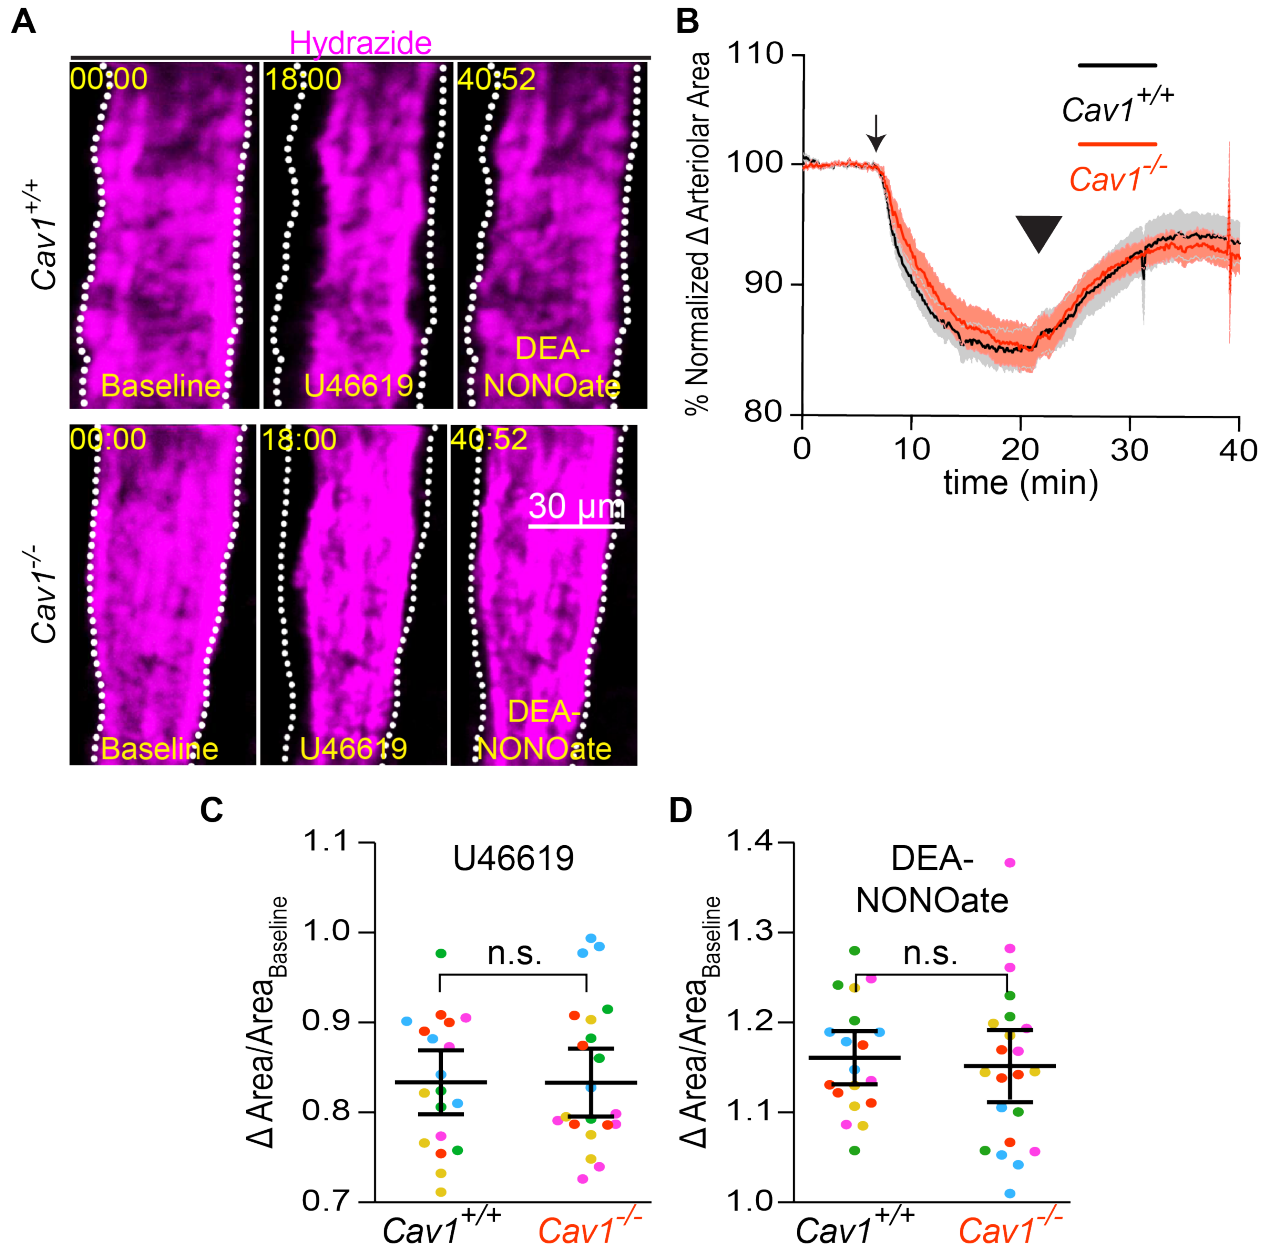 A
Hydrazide
00:00
18:00
40:52
Cav1+/+
Baseline
U46619
DEA-
NONOate
00:00
18:00
40:52
30 µm
Cav1-/-
Baseline
U46619
DEA-
NONOate
B
% Normalized Δ Arteriolar Area
110
100
90
80
0
10
20
30
40
time (min)
Cav1+/+
Cav1-/-
C
U46619
n.s.
Δ Area/AreaBaseline
1.1
1.0
0.9
0.8
0.7
Cav1+/+
Cav1-/-
D
DEA-
NONOate
n.s.
Δ Area/AreaBaseline
1.4
1.3
1.2
1.1
1.0
Cav1+/+
Cav1-/-